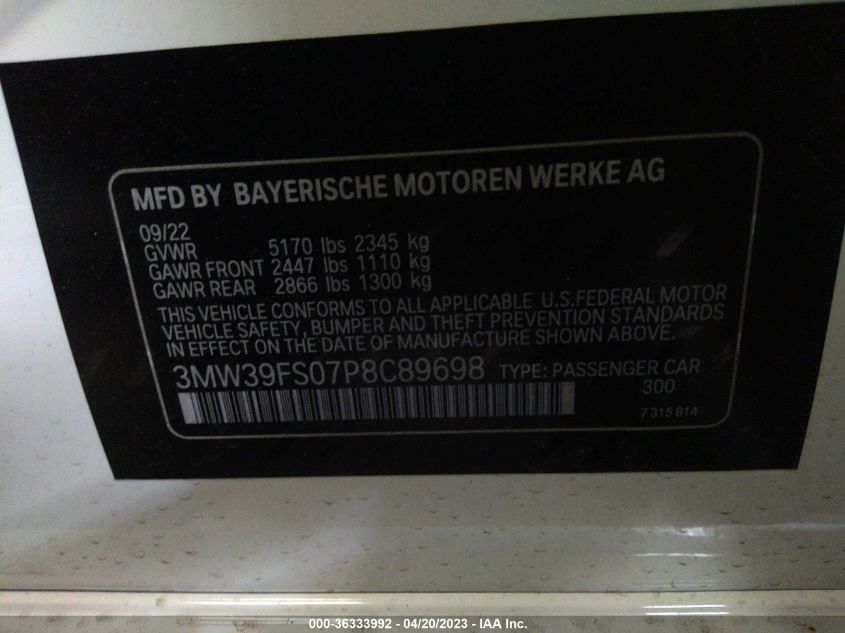 MFD BY BAYERISCHE MOTOREN WERKE AG
09/22
GVWR 5170 lbs 2345 kg
GAWR FRONT 2447 lbs 1110 kg
GAWR REAR 2866 lbs 1300 kg
THIS VEHICLE CONFORMS TO ALL APPLICABLE U.S.FEDERAL MOTOR
VEHICLE SAFETY, BUMPER AND THEFT PREVENTION STANDARDS
IN EFFECT ON THE DATE OF MANUFACTURE SHOWN ABOVE.
3MW39FS07P8C89698 TYPE: PASSENGER CAR
300
7 315 814
000-36333992 - 04/20/2023 - IAA Inc.